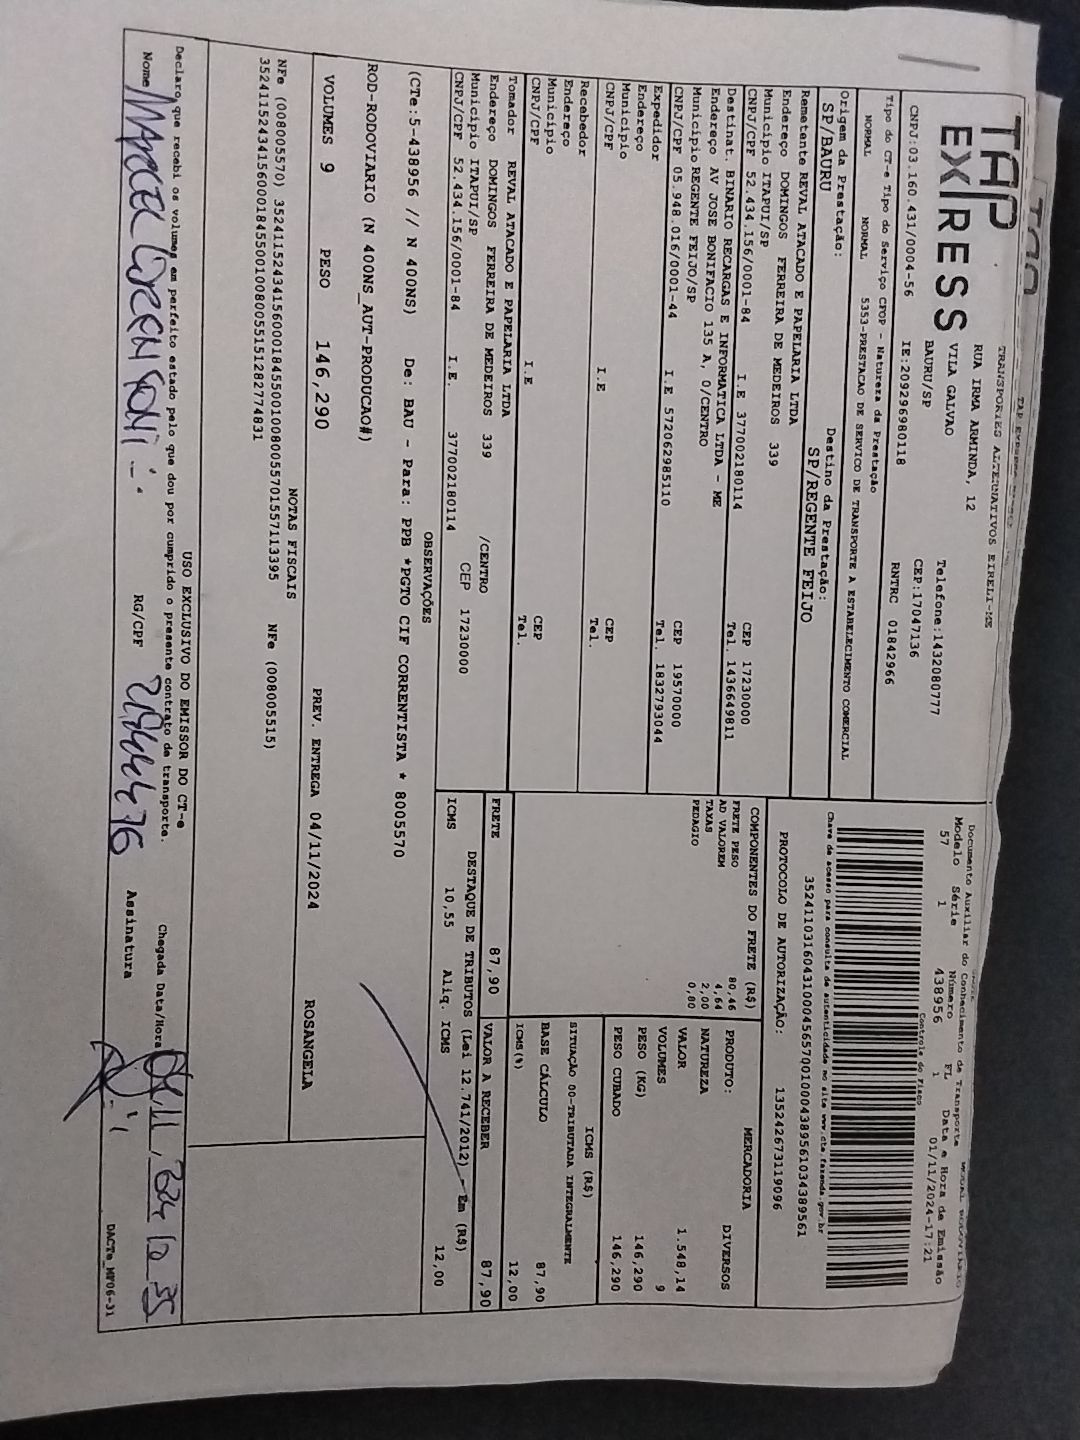 TAP EXPRESS
TRANSPORTES ALTERNATIVOS EIRELI-ME
RUA IRMA ARMINDA, 12
VILA GALVAO
BAURU/SP
Telefone:1432080777
CEP:17047136
CNPJ:03.160.431/0004-56 IE:209296980118 RNTRC 01842966
Tipo do CT-e Tipo do Serviço CFOP - Natureza da Prestação
NORMAL NORMAL 5353-PRESTACAO DE SERVICO DE TRANSPORTE A ESTABELECIMENTO COMERCIAL
Origem da Prestação: Destino da Prestação:
SP/BAURU SP/REGENTE FEIJO
Remetente REVAL ATACADO E PAPELARIA LTDA
Endereço DOMINGOS FERREIRA DE MEDEIROS 339
Município ITAPUI/SP CEP 17230000
CNPJ/CPF 52.434.156/0001-84 I.E 377002180114 Tel. 1436649811
Destinat. BINARIO RECARGAS E INFORMATICA LTDA - ME
Endereço AV JOSE BONIFACIO 135 A, 0/CENTRO
Município REGENTE FEIJO/SP CEP 19570000
CNPJ/CPF 05.948.016/0001-44 I.E 572062985110 Tel. 1832793044
Expedidor
Endereço
Município CEP
CNPJ/CPF I.E Tel.
Recebedor
Endereço
Município CEP
CNPJ/CPF I.E Tel.
Tomador REVAL ATACADO E PAPELARIA LTDA
Endereço DOMINGOS FERREIRA DE MEDEIROS 339 /CENTRO
Município ITAPUI/SP CEP 17230000
CNPJ/CPF 52.434.156/0001-84 I.E. 377002180114
Documento Auxiliar do Conhecimento de Transporte
Modelo Série Número FL Data e Hora de Emissão
57 1 438956 1 01/11/2024-17:21
Controle do Fisco
Chave de acesso para consulta de autenticidade no site www.cte.fazenda.gov.br
35241103160431000456570010004389561034389561
PROTOCOLO DE AUTORIZAÇÃO: 135242673119096
COMPONENTES DO FRETE (R$)
FRETE PESO 80,46
AD VALOREM 4,64
TAXAS 2,00
PEDAGIO 0,80
MERCADORIA
PRODUTO: DIVERSOS
NATUREZA
VALOR 1.548,14
VOLUMES 9
PESO (KG) 146,290
PESO CUBADO 146,290
ICMS (R$)
SITUAÇÃO 00-TRIBUTADA INTEGRALMENTE
BASE CÁLCULO 87,90
ICMS(%) 12,00
FRETE 87,90 VALOR A RECEBER 87,90
DESTAQUE DE TRIBUTOS (Lei 12.741/2012) - Em (R$)
ICMS 10,55 Aliq. ICMS 12,00
OBSERVAÇÕES
(CTe:5-438956 // N 400NS) De: BAU - Para: PPB *PGTO CIF CORRENTISTA * 8005570
ROD-RODOVIARIO (N 400NS_AUT-PRODUCAO#)
VOLUMES 9 PESO 146,290 PREV. ENTREGA 04/11/2024 ROSANGELA
NOTAS FISCAIS
NFe (008005570) 35241152434156000184550010080055701557113395 NFe (008005515)
35241152434156000184550010080055151282774831
USO EXCLUSIVO DO EMISSOR DO CT-e
Declaro que recebi os volumes em perfeito estado pelo que dou por cumprido o presente contrato de transporte.
Nome RG/CPF Assinatura Chegada Data/Hora
DACTe_MF06-31